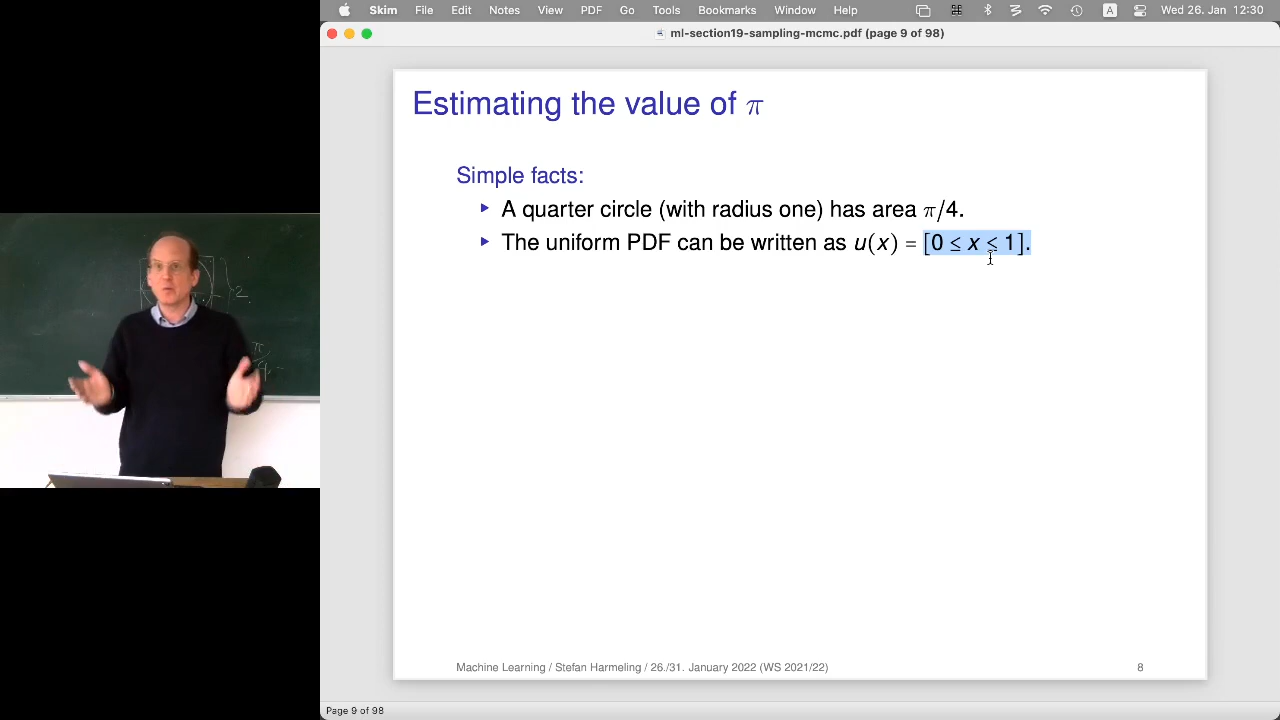 Skim File Edit Notes View PDF Go Tools Bookmarks Window Help A Wed 26. Jan 12:30
ml-section19-sampling-mcmc.pdf (page 9 of 98)
Estimating the value of π
Simple facts:
▶ A quarter circle (with radius one) has area π/4.
▶ The uniform PDF can be written as u(x) = [0 ≤ x ≤ 1].
2
π
4
Machine Learning / Stefan Harmeling / 26./31. January 2022 (WS 2021/22) 8
Page 9 of 98